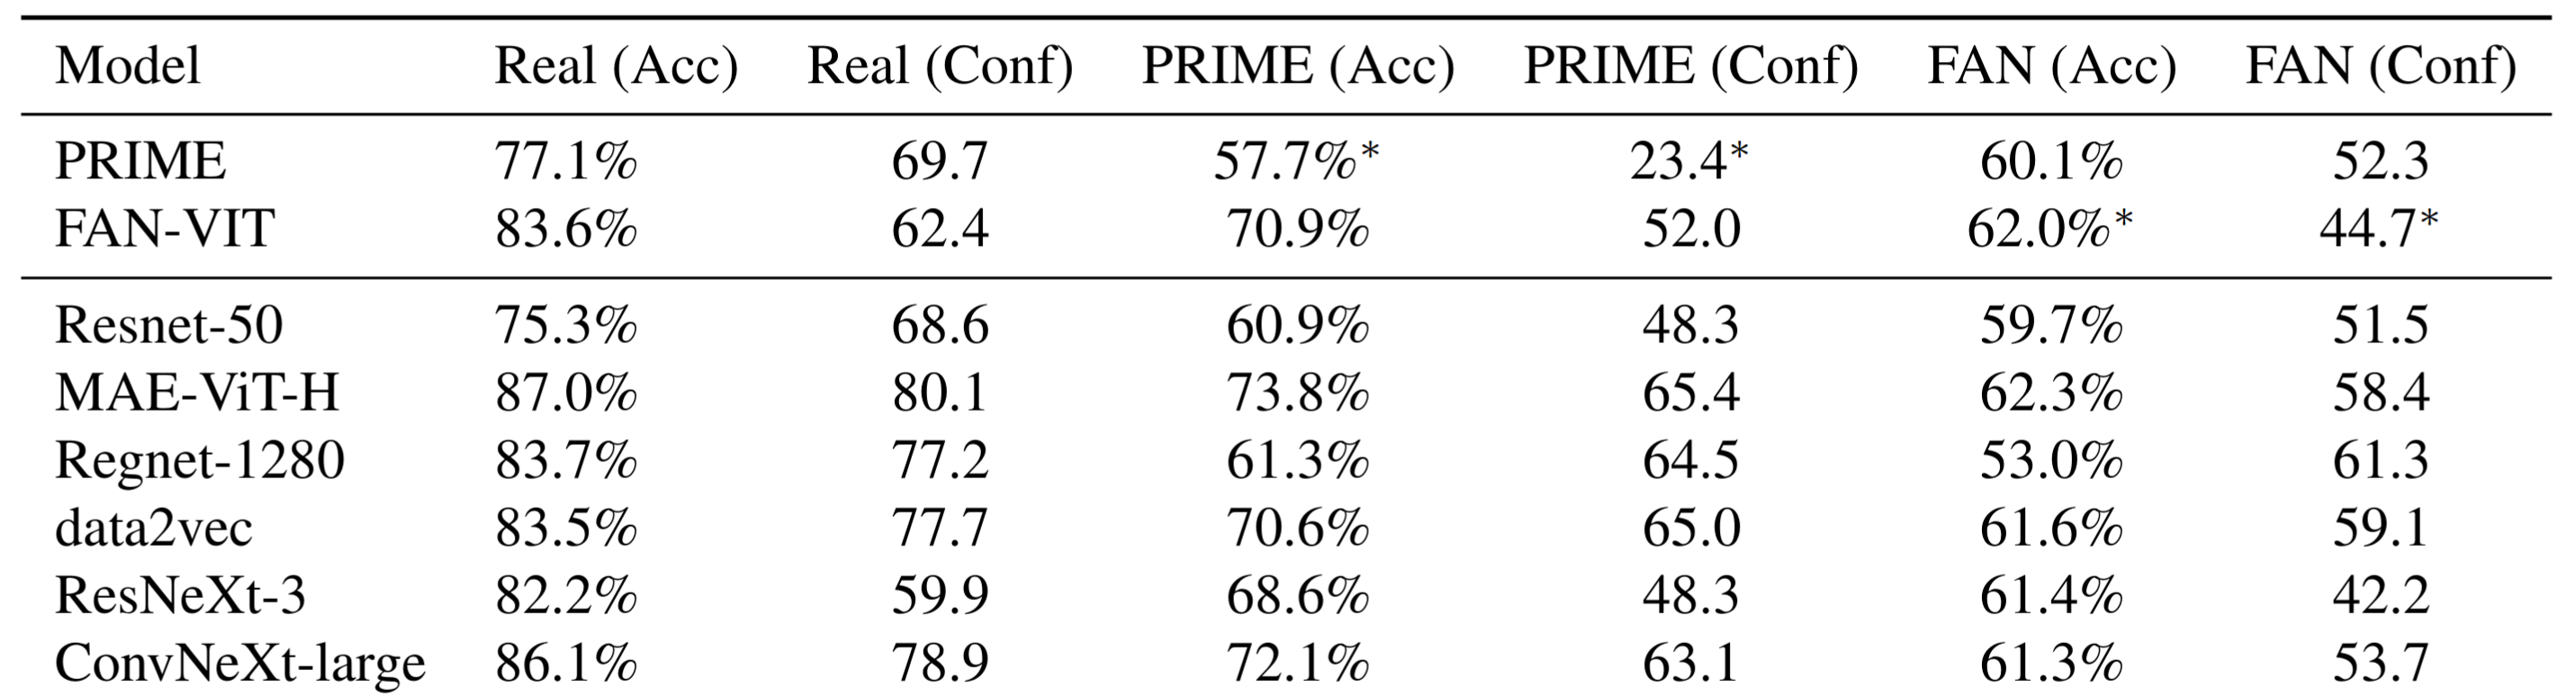 Model Real (Acc) Real (Conf) PRIME (Acc) PRIME (Conf) FAN (Acc) FAN (Conf)
PRIME 77.1% 69.7 57.7%* 23.4* 60.1% 52.3
FAN-VIT 83.6% 62.4 70.9% 52.0 62.0%* 44.7*
Resnet-50 75.3% 68.6 60.9% 48.3 59.7% 51.5
MAE-ViT-H 87.0% 80.1 73.8% 65.4 62.3% 58.4
Regnet-1280 83.7% 77.2 61.3% 64.5 53.0% 61.3
data2vec 83.5% 77.7 70.6% 65.0 61.6% 59.1
ResNeXt-3 82.2% 59.9 68.6% 48.3 61.4% 42.2
ConvNeXt-large 86.1% 78.9 72.1% 63.1 61.3% 53.7